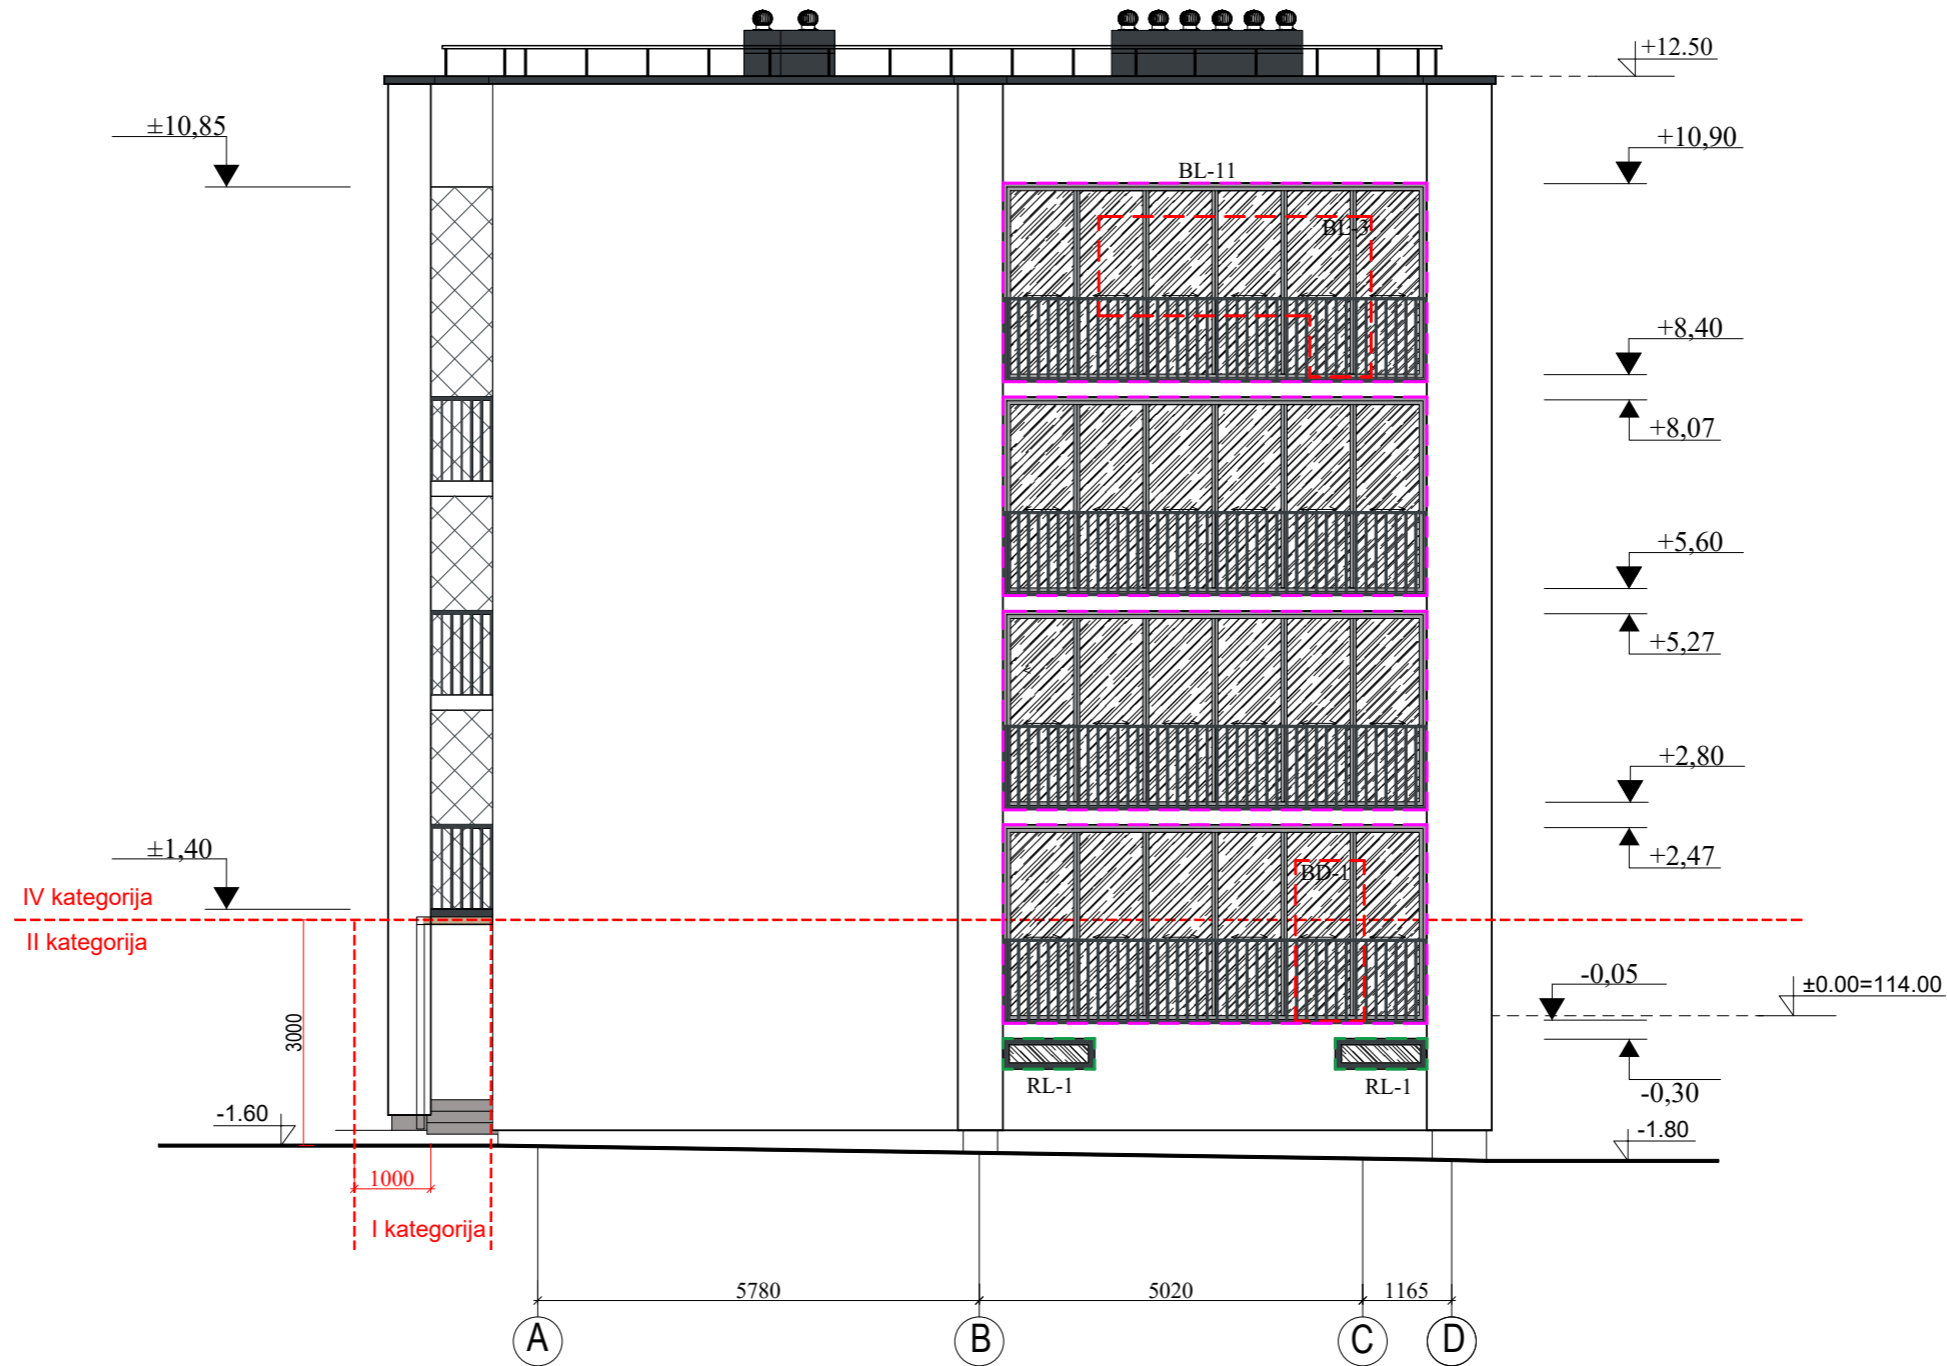 +12.50
±10,85
+10,90
BL-11
BL-3
+8,40
+8,07
+5,60
+5,27
+2,80
±1,40
+2,47
BD-1
IV kategorija
II kategorija
-0,05
±0.00=114.00
3000
RL-1
RL-1
-0,30
-1.60
-1.80
1000
I kategorija
5780
5020
1165
A
B
C
D